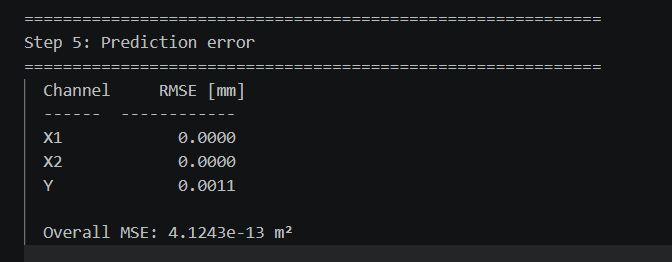 ============================================================
Step 5: Prediction error
============================================================
Channel     RMSE [mm]
------  ------------
X1            0.0000
X2            0.0000
Y             0.0011
Overall MSE: 4.1243e-13 m²